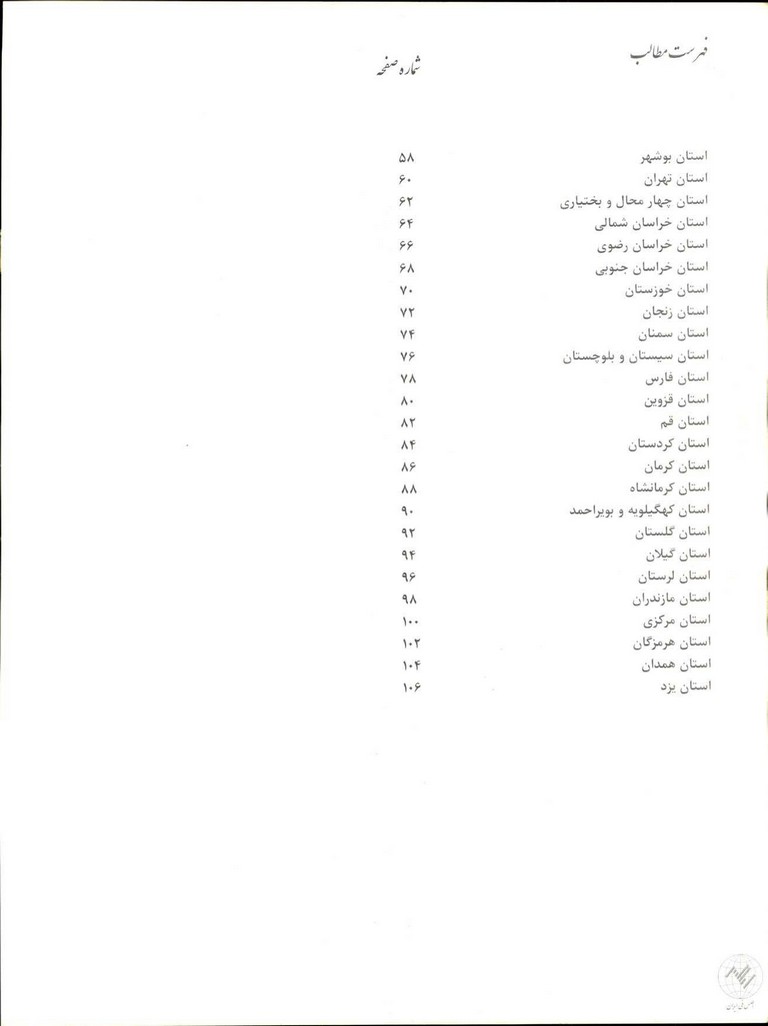 فهرست مطالب
شماره صفحه
استان بوشهر ۵۸
استان تهران ۶۰
استان چهار محال و بختیاری ۶۲
استان خراسان شمالی ۶۴
استان خراسان رضوی ۶۶
استان خراسان جنوبی ۶۸
استان خوزستان ۷۰
استان زنجان ۷۲
استان سمنان ۷۴
استان سیستان و بلوچستان ۷۶
استان فارس ۷۸
استان قزوین ۸۰
استان قم ۸۲
استان کردستان ۸۴
استان کرمان ۸۶
استان کرمانشاه ۸۸
استان کهگیلویه و بویراحمد ۹۰
استان گلستان ۹۲
استان گیلان ۹۴
استان لرستان ۹۶
استان مازندران ۹۸
استان مرکزی ۱۰۰
استان هرمزگان ۱۰۲
استان همدان ۱۰۴
استان یزد ۱۰۶